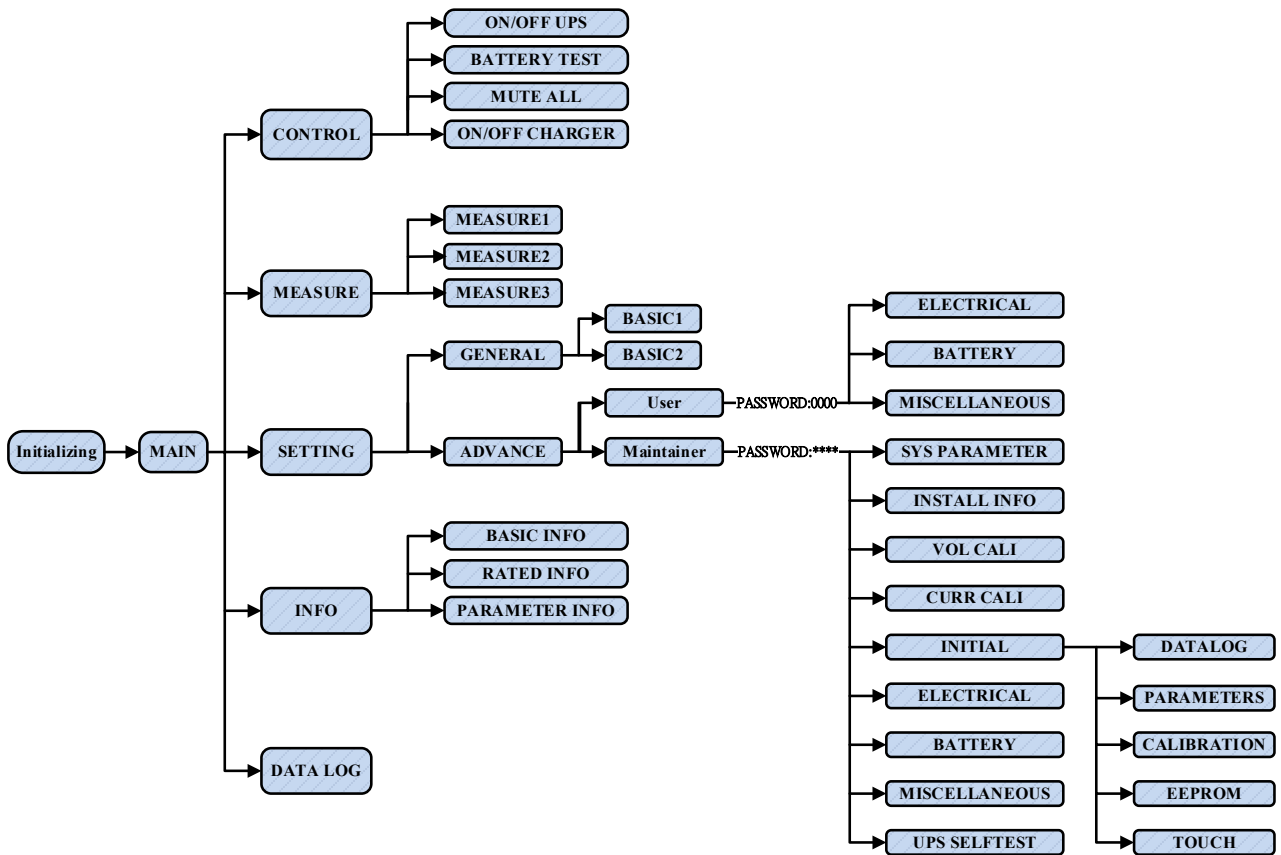 ON/OFF UPS
BATTERY TEST
MUTE ALL
CONTROL
ON/OFF CHARGER
MEASURE1
MEASURE2
MEASURE
MEASURE3
ELECTRICAL
BASIC1
GENERAL
BASIC2
BATTERY
User
PASSWORD:0000
MISCELLANEOUS
Initializing
MAIN
SETTING
ADVANCE
Maintainer
PASSWORD:****
SYS PARAMETER
INSTALL INFO
BASIC INFO
VOL CALI
RATED INFO
CURR CALI
INFO
PARAMETER INFO
INITIAL
DATALOG
ELECTRICAL
PARAMETERS
BATTERY
CALIBRATION
DATA LOG
MISCELLANEOUS
EEPROM
UPS SELFTEST
TOUCH